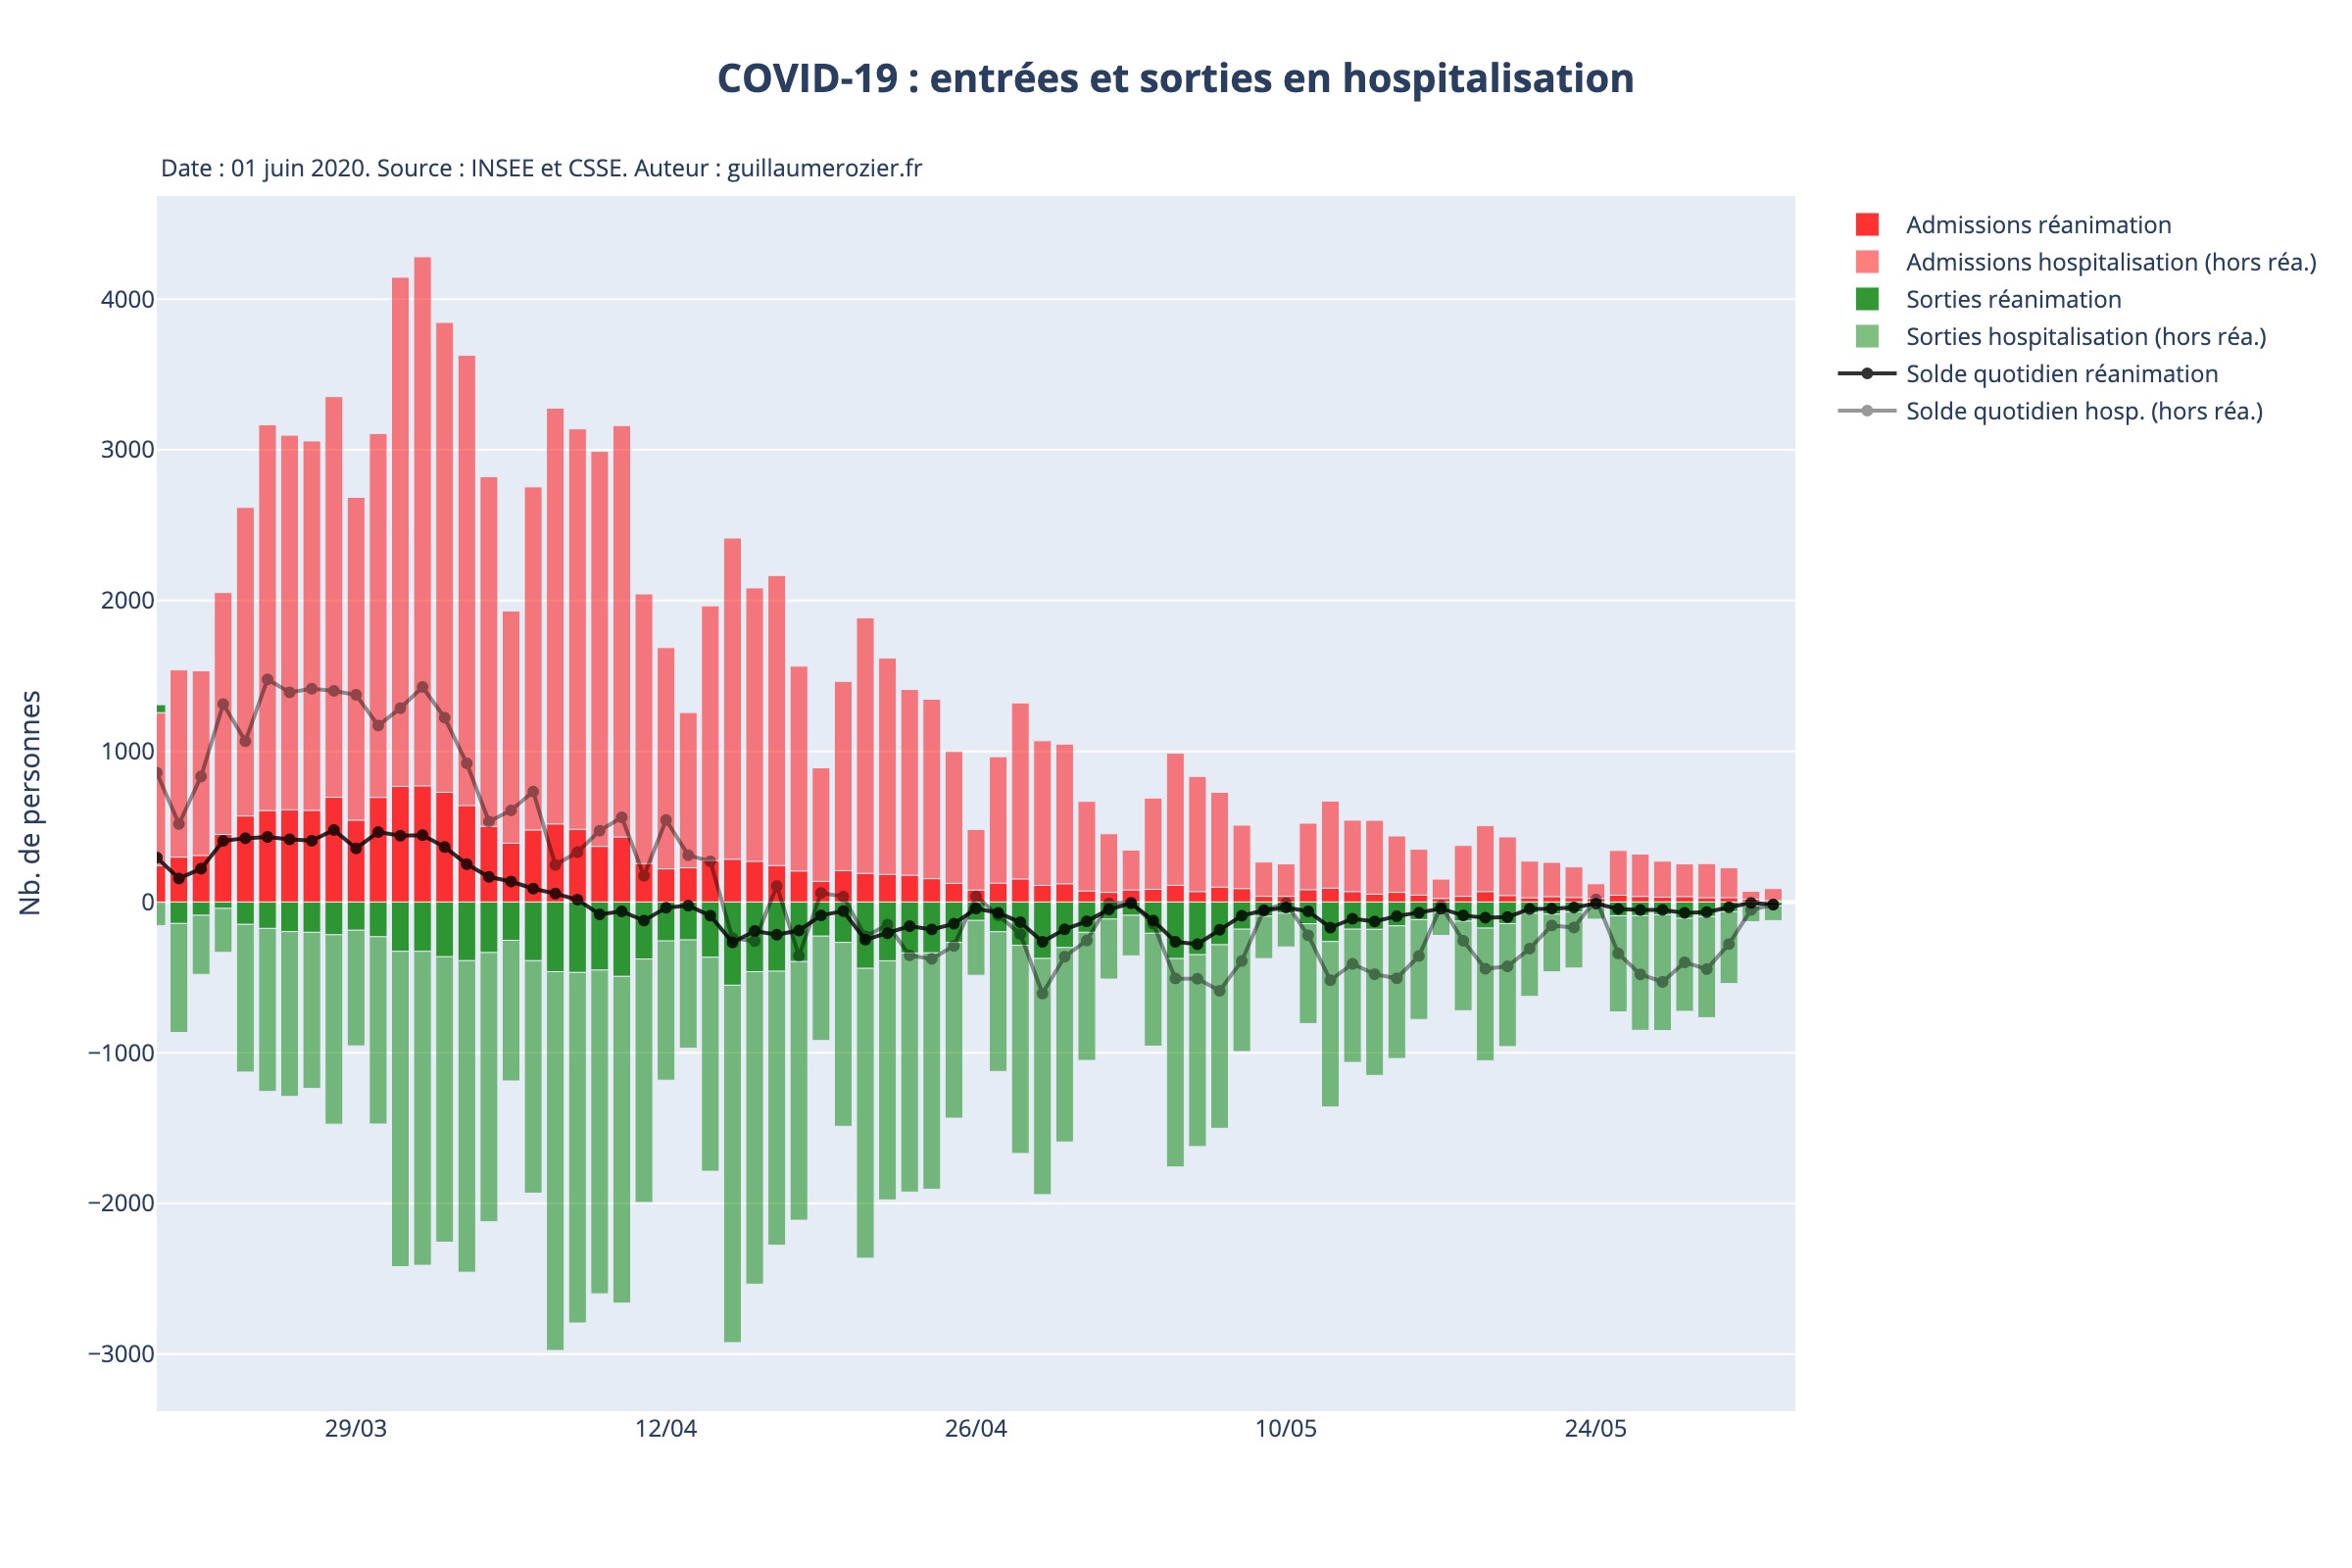 COVID-19 : entrées et sorties en hospitalisation
Date : 01 juin 2020. Source : INSEE et CSSE. Auteur : guillaumerozier.fr
Admissions réanimation
Admissions hospitalisation (hors réa.)
Sorties réanimation
Sorties hospitalisation (hors réa.)
Solde quotidien réanimation
Solde quotidien hosp. (hors réa.)
Nb. de personnes
4000
3000
2000
1000
0
−1000
−2000
−3000
29/03
12/04
26/04
10/05
24/05